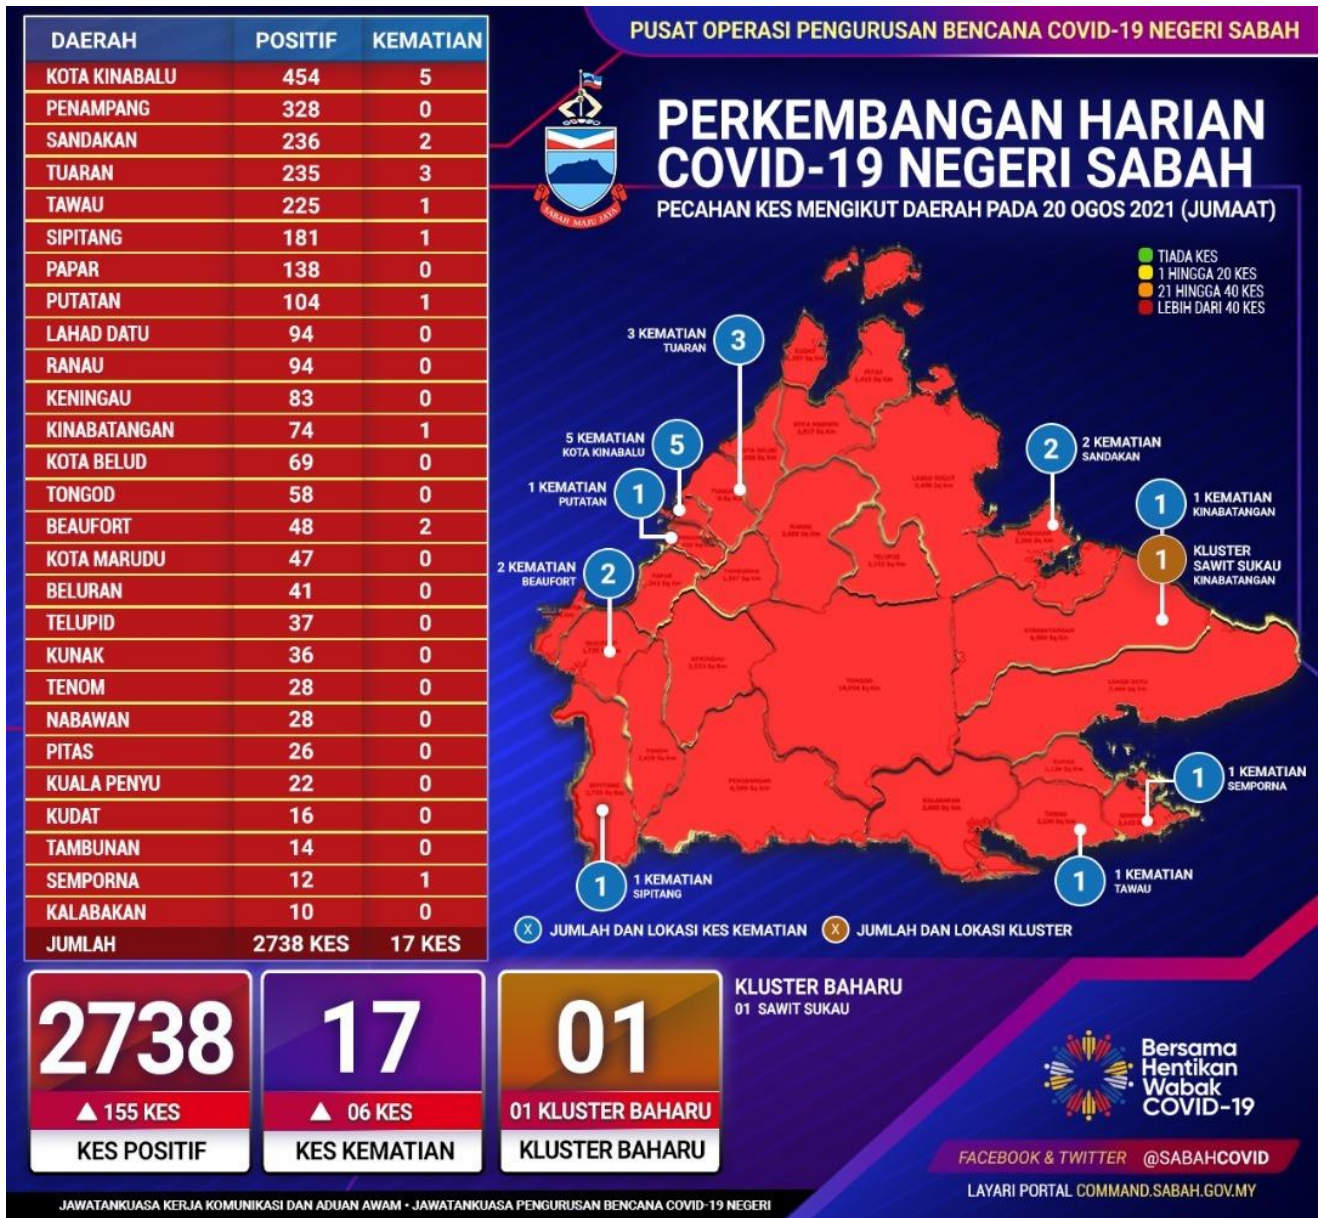 PUSAT OPERASI PENGURUSAN BENCANA COVID-19 NEGERI SABAH
PERKEMBANGAN HARIAN
COVID-19 NEGERI SABAH
PECAHAN KES MENGIKUT DAERAH PADA 20 OGOS 2021 (JUMAAT)
SABAH MAJU JAYA
DAERAH POSITIF KEMATIAN
KOTA KINABALU 454 5
PENAMPANG 328 0
SANDAKAN 236 2
TUARAN 235 3
TAWAU 225 1
SIPITANG 181 1
PAPAR 138 0
PUTATAN 104 1
LAHAD DATU 94 0
RANAU 94 0
KENINGAU 83 0
KINABATANGAN 74 1
KOTA BELUD 69 0
TONGOD 58 0
BEAUFORT 48 2
KOTA MARUDU 47 0
BELURAN 41 0
TELUPID 37 0
KUNAK 36 0
TENOM 28 0
NABAWAN 28 0
PITAS 26 0
KUALA PENYU 22 0
KUDAT 16 0
TAMBUNAN 14 0
SEMPORNA 12 1
KALABAKAN 10 0
JUMLAH 2738 KES 17 KES
TIADA KES
1 HINGGA 20 KES
21 HINGGA 40 KES
LEBIH DARI 40 KES
3 KEMATIAN
TUARAN
3
5 KEMATIAN
KOTA KINABALU
5
1 KEMATIAN
PUTATAN
1
2 KEMATIAN
BEAUFORT
2
2
2 KEMATIAN
SANDAKAN
1
1 KEMATIAN
KINABATANGAN
1
KLUSTER
SAWIT SUKAU
KINABATANGAN
1
1 KEMATIAN
SEMPORNA
1
1 KEMATIAN
TAWAU
1
1 KEMATIAN
SIPITANG
X JUMLAH DAN LOKASI KES KEMATIAN X JUMLAH DAN LOKASI KLUSTER
2738
155 KES
KES POSITIF
17
06 KES
KES KEMATIAN
01
01 KLUSTER BAHARU
KLUSTER BAHARU
KLUSTER BAHARU
01 SAWIT SUKAU
Bersama
Hentikan
Wabak
COVID-19
FACEBOOK & TWITTER @SABAHCOVID
LAYARI PORTAL COMMAND.SABAH.GOV.MY
JAWATANKUASA KERJA KOMUNIKASI DAN ADUAN AWAM • JAWATANKUASA PENGURUSAN BENCANA COVID-19 NEGERI